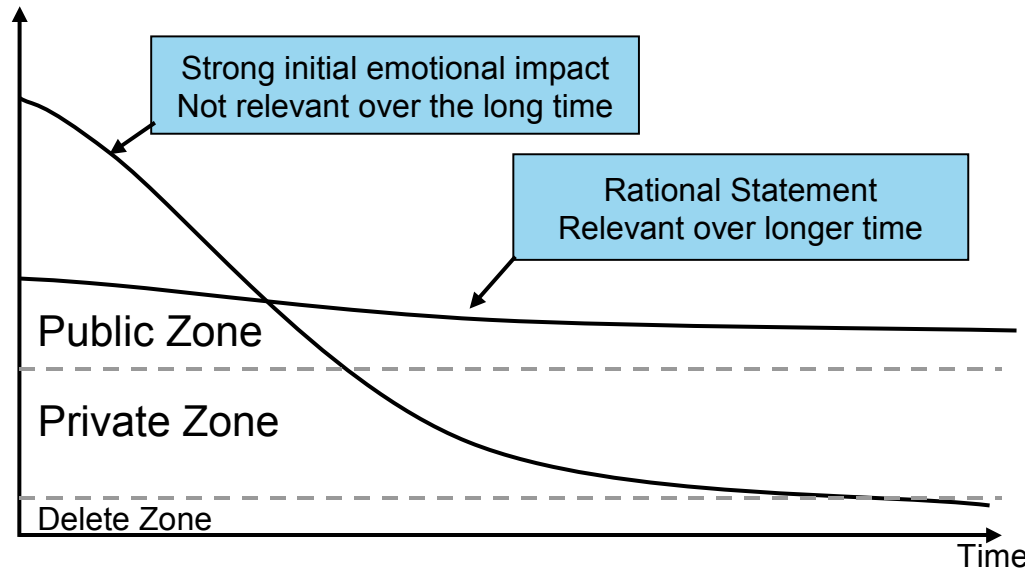 Strong initial emotional impact
Not relevant over the long time
Rational Statement
Relevant over longer time
Public Zone
Private Zone
Delete Zone
Time